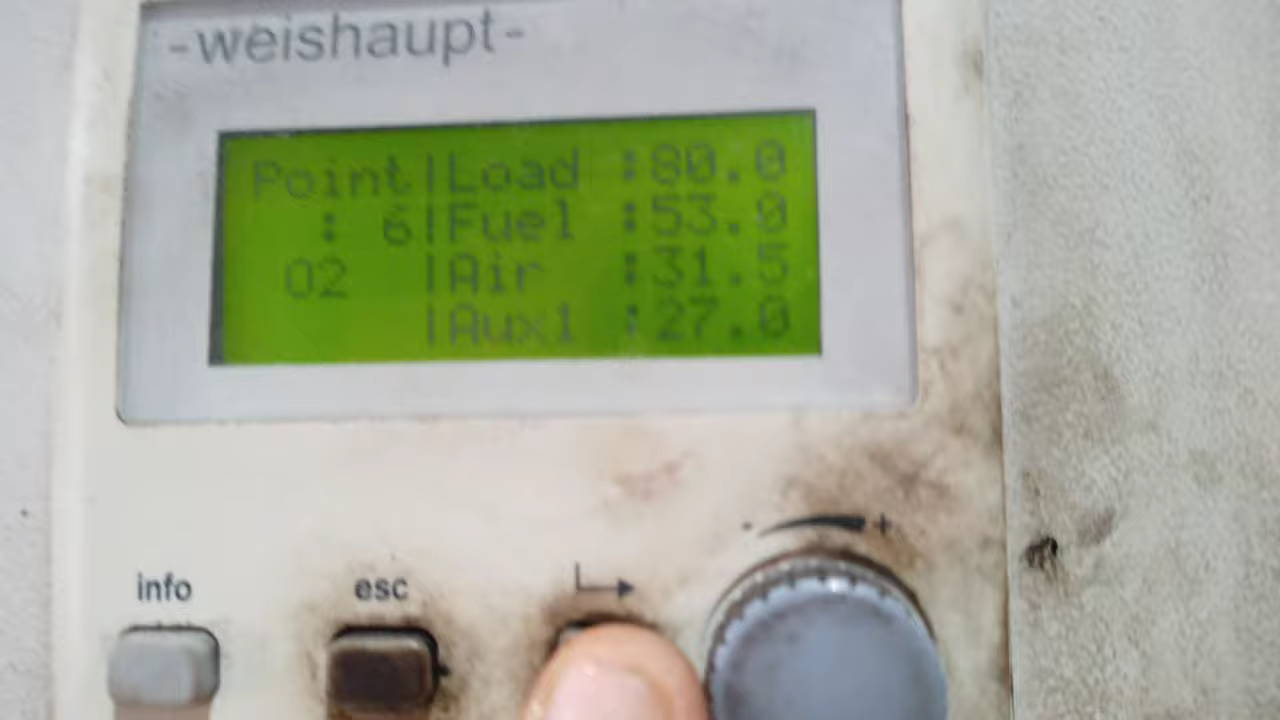 -weishaupt-
Point|Load :80.0
: 6|Fuel :53.0
O2 |Air :31.5
|Aux1 :27.0
- +
info esc